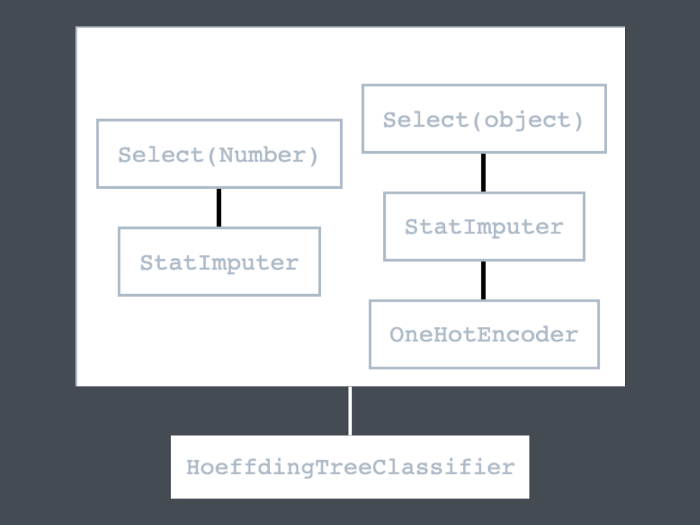 Select(Number)
StatImputer
Select(object)
StatImputer
OneHotEncoder
HoeffdingTreeClassifier